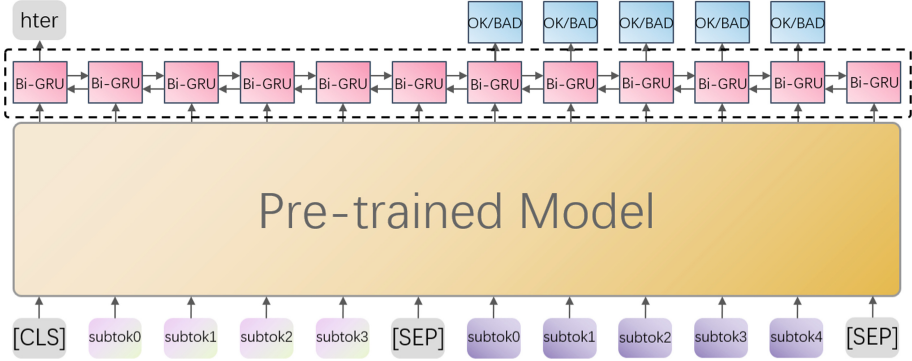 hter OK/BAD OK/BAD OK/BAD OK/BAD OK/BAD
Bi-GRU Bi-GRU Bi-GRU Bi-GRU Bi-GRU Bi-GRU Bi-GRU Bi-GRU Bi-GRU Bi-GRU Bi-GRU Bi-GRU
Pre-trained Model
[CLS] subtok0 subtok1 subtok2 subtok3 [SEP] subtok0 subtok1 subtok2 subtok3 subtok4 [SEP]